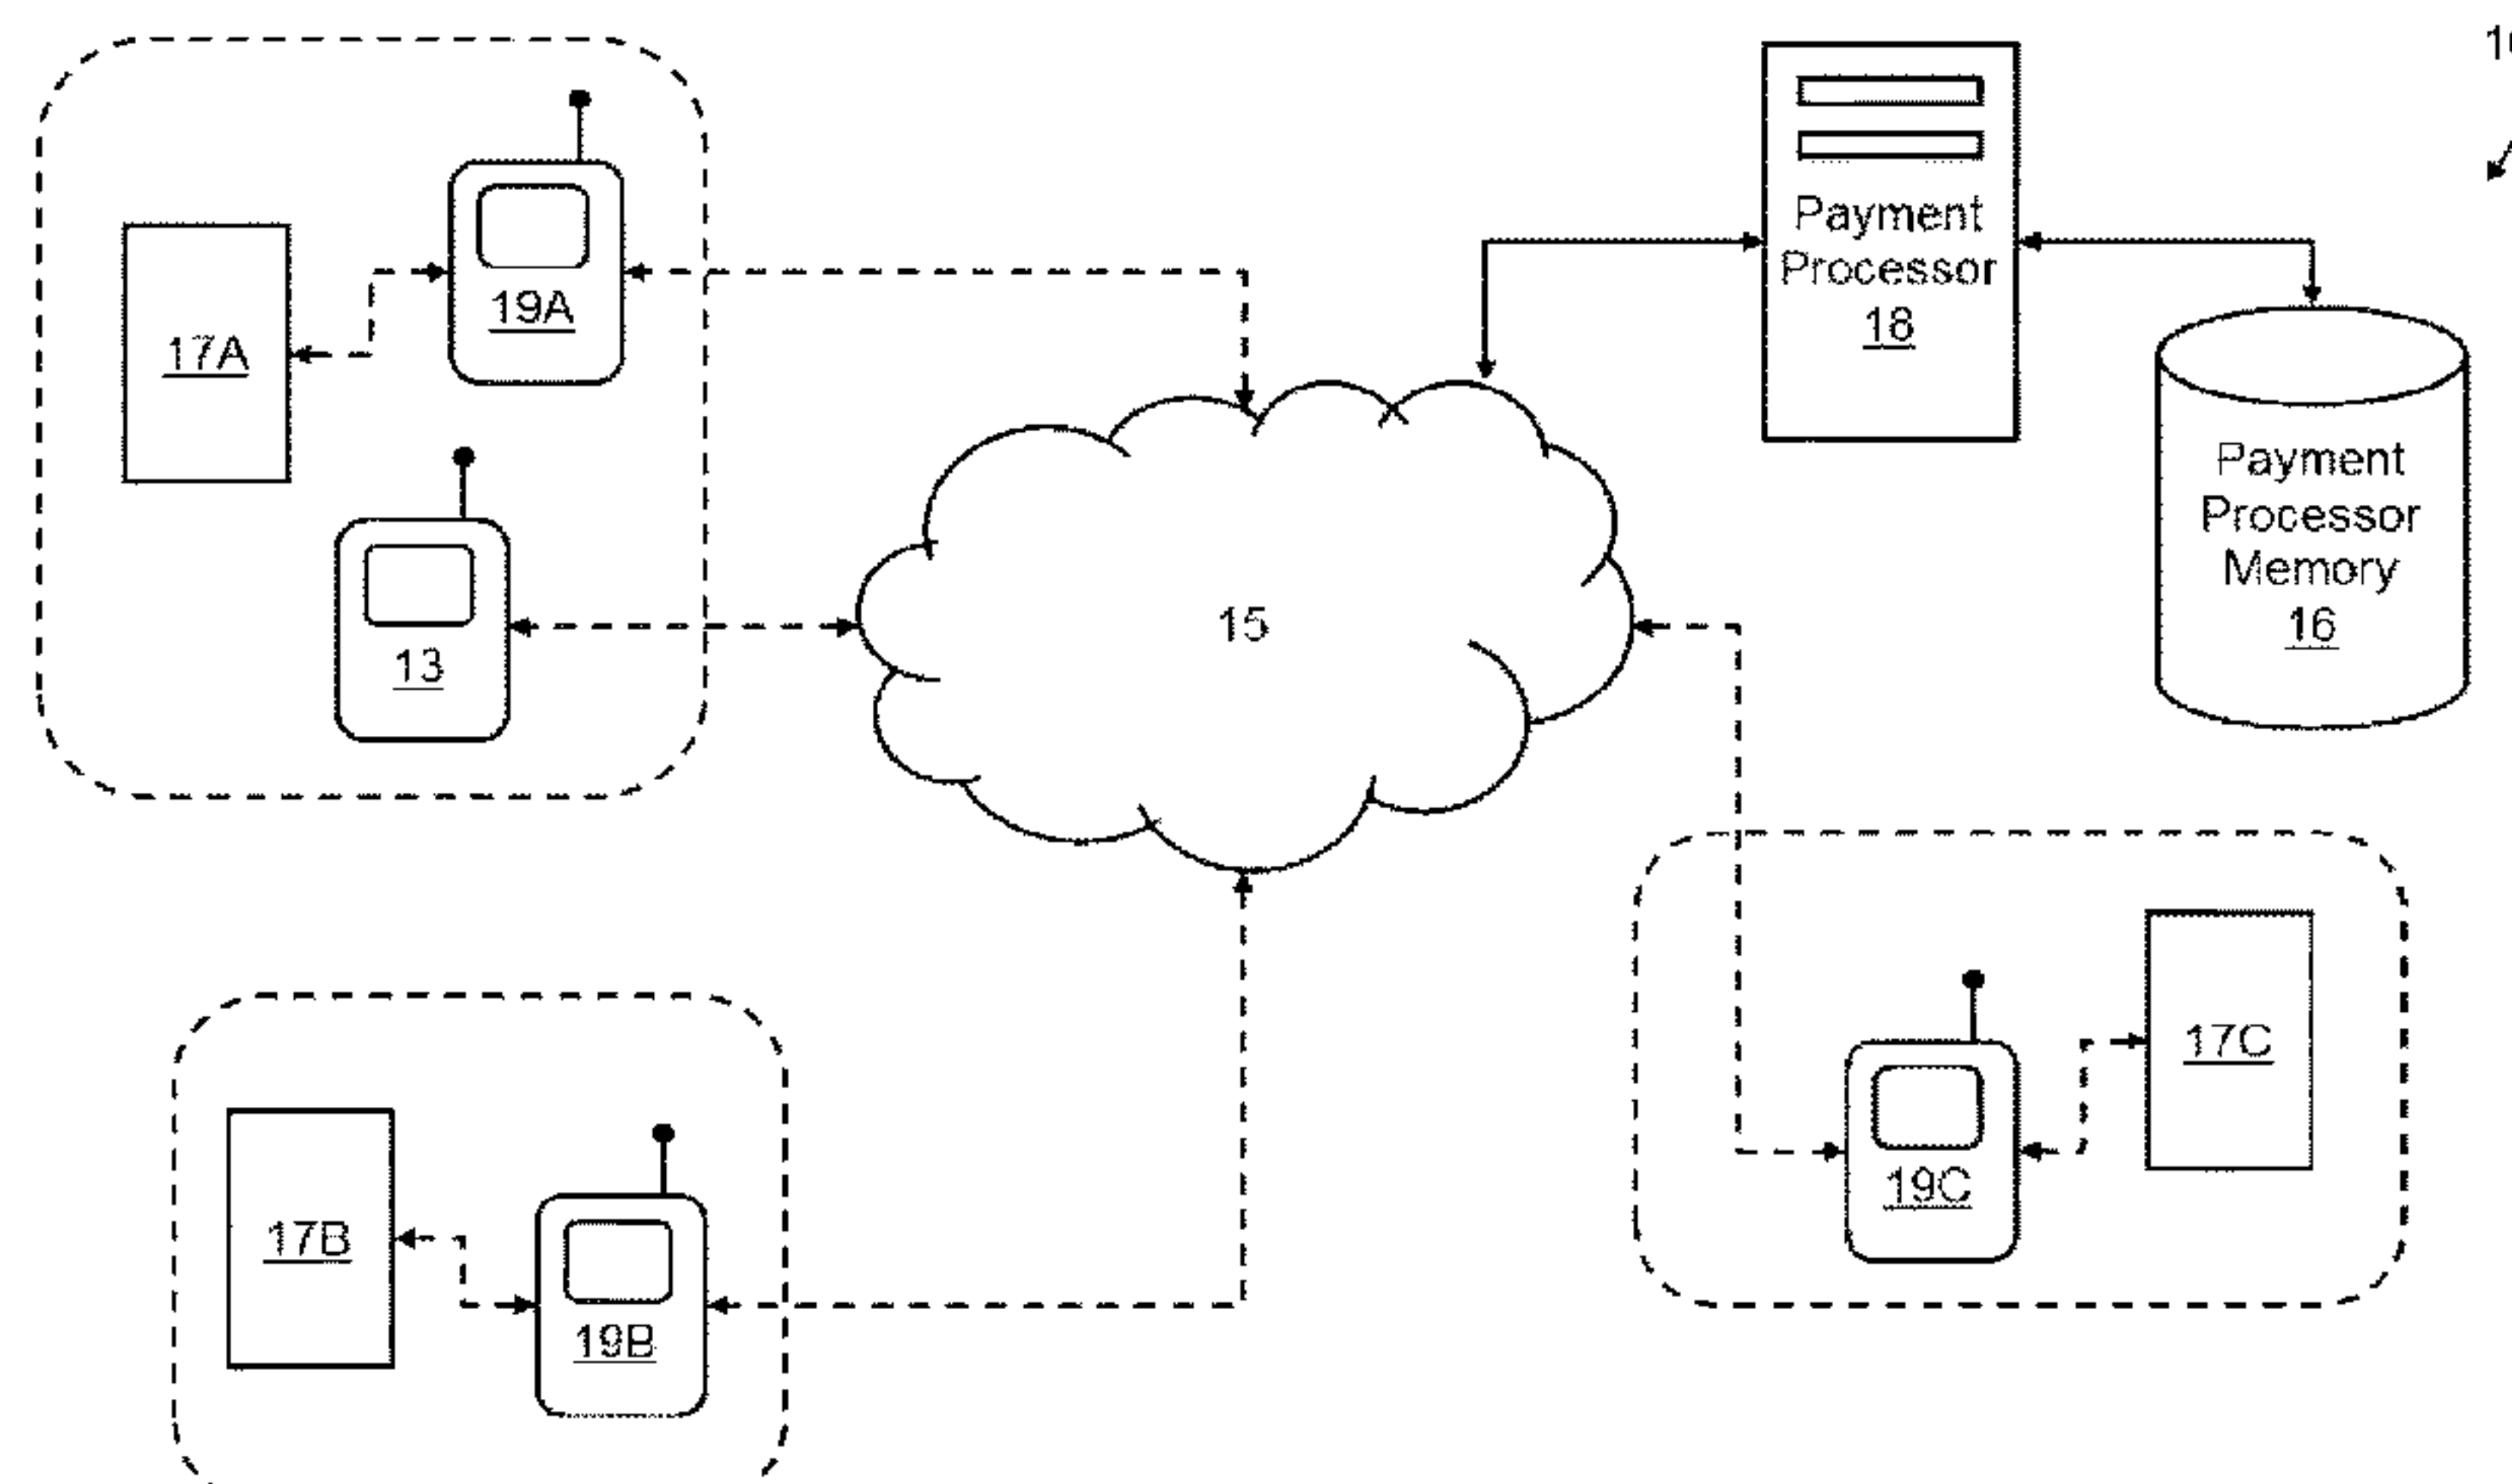 19A
17A
13
15
Payment
Processor
18
Payment
Processor
Memory
16
17B
19B
17C
19C